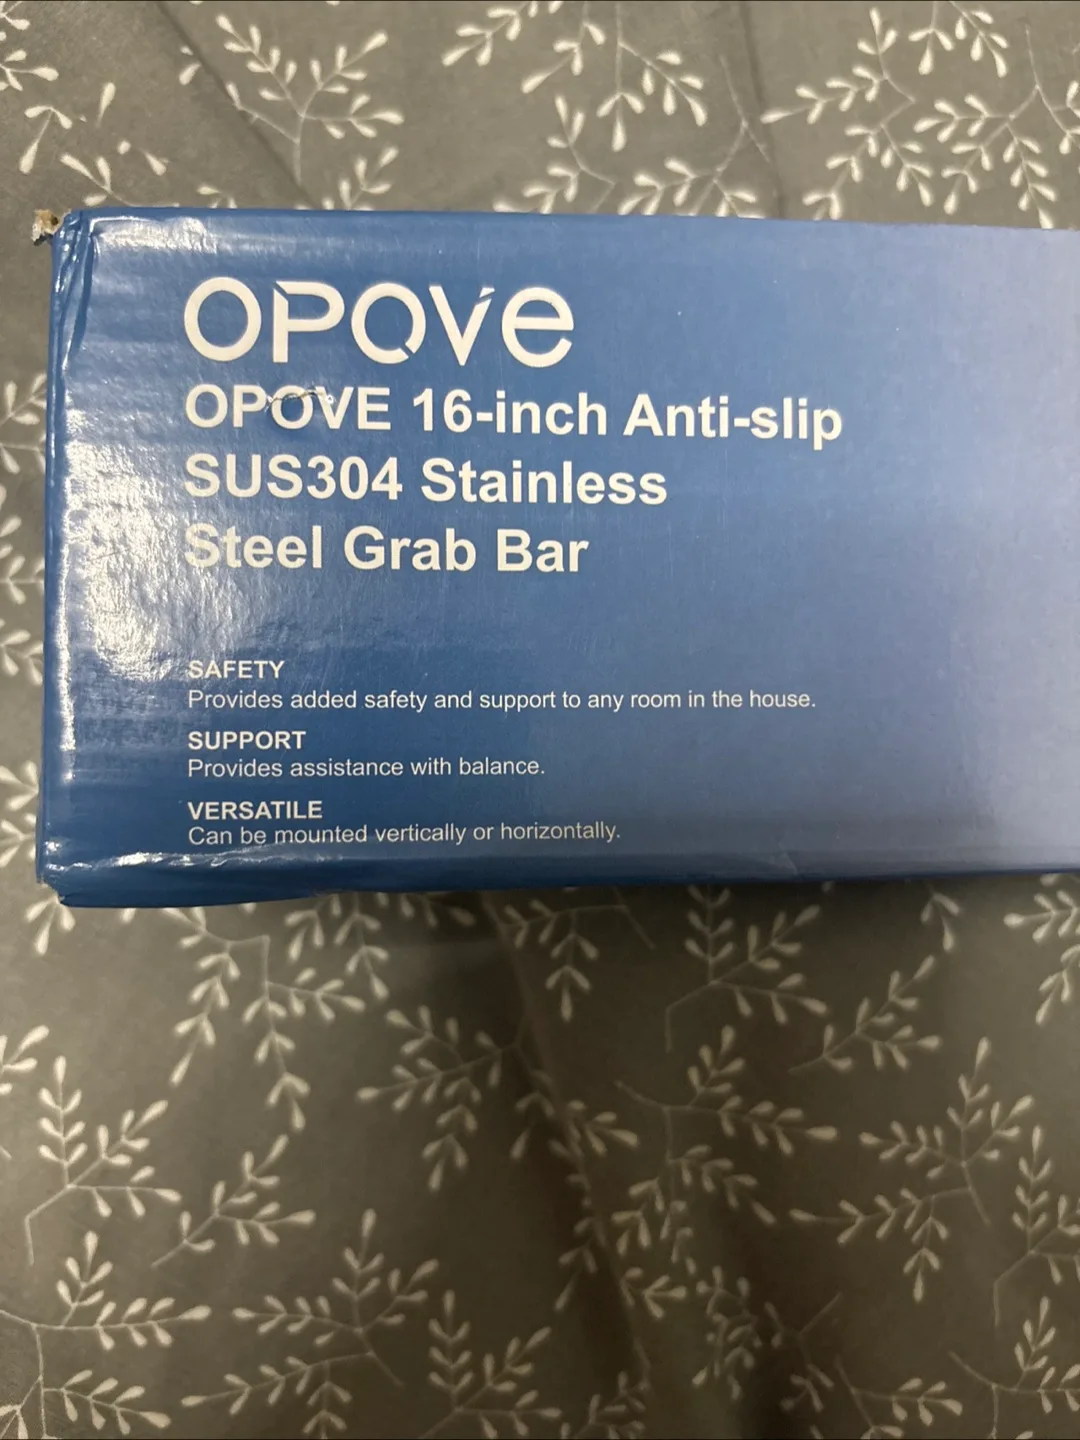 OPOVE
OPOVE 16-inch Anti-slip
SUS304 Stainless
Steel Grab Bar
SAFETY
Provides added safety and support to any room in the house.
SUPPORT
Provides assistance with balance.
VERSATILE
Can be mounted vertically or horizontally.